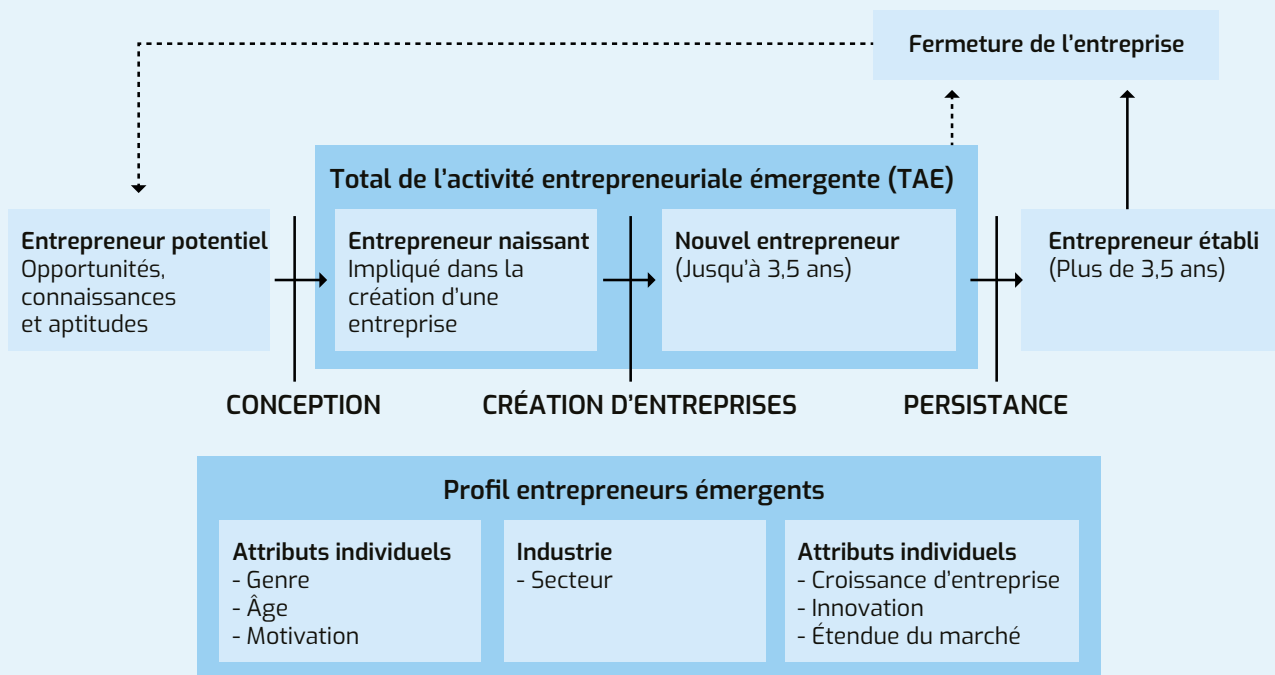 Fermeture de l’entreprise
Total de l’activité entrepreneuriale émergente (TAE)
Entrepreneur potentiel
Opportunités,
connaissances
et aptitudes
Entrepreneur naissant
Impliqué dans la
création d’une
entreprise
Nouvel entrepreneur
(Jusqu’à 3,5 ans)
Entrepreneur établi
(Plus de 3,5 ans)
CONCEPTION
CRÉATION D’ENTREPRISES
PERSISTANCE
Profil entrepreneurs émergents
Attributs individuels
- Genre
- Âge
- Motivation
Industrie
- Secteur
Attributs individuels
- Croissance d’entreprise
- Innovation
- Étendue du marché